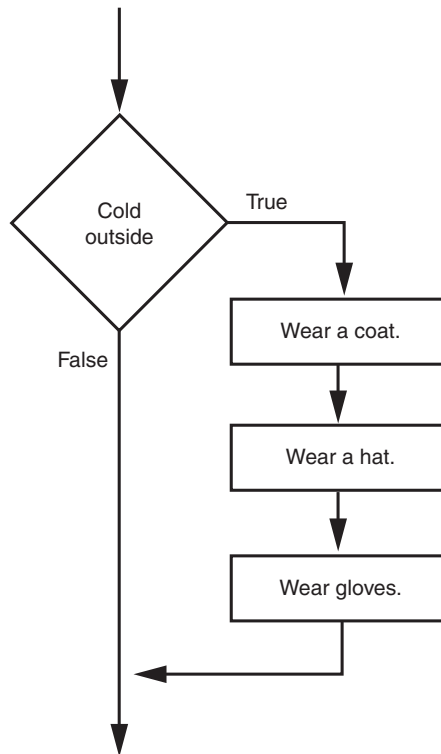 Cold
outside
True
Wear a coat.
False
Wear a hat.
Wear gloves.